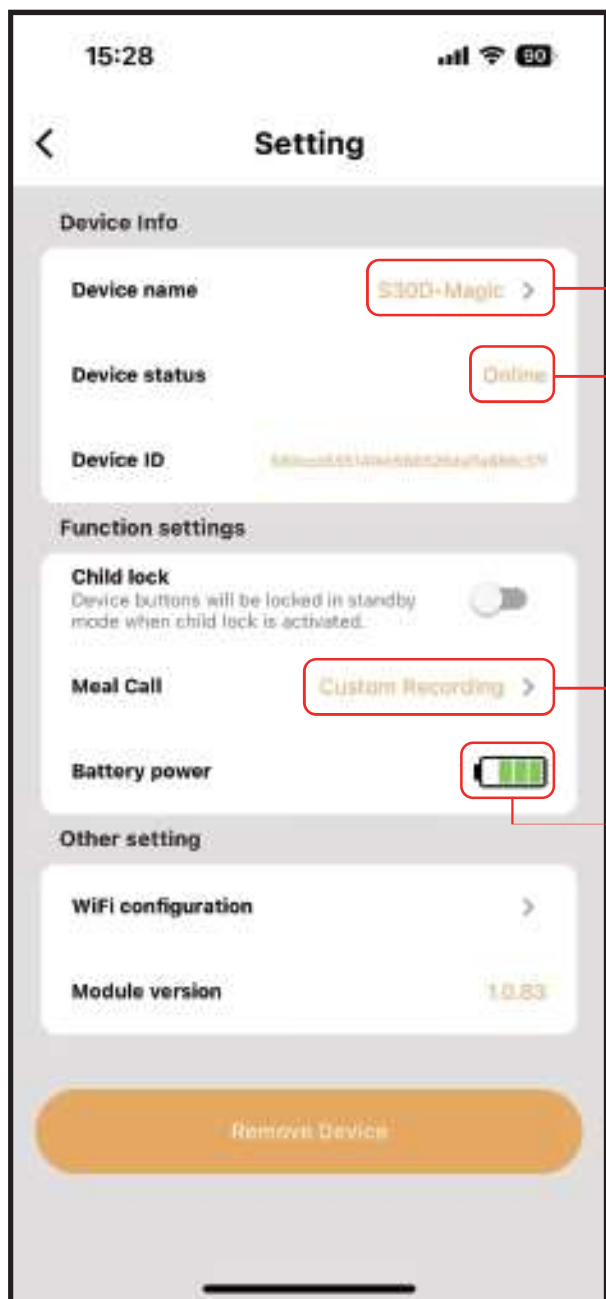 15:28 90
Setting
Device Info
Device name S30D-Magic
Device status Online
Device ID
Function settings
Child lock
Device buttons will be locked in standby
mode when child lock is activated.
Meal Call Custom Recording
Battery power
Other setting
WiFi configuration
Module version 1.0.83
Remove Device